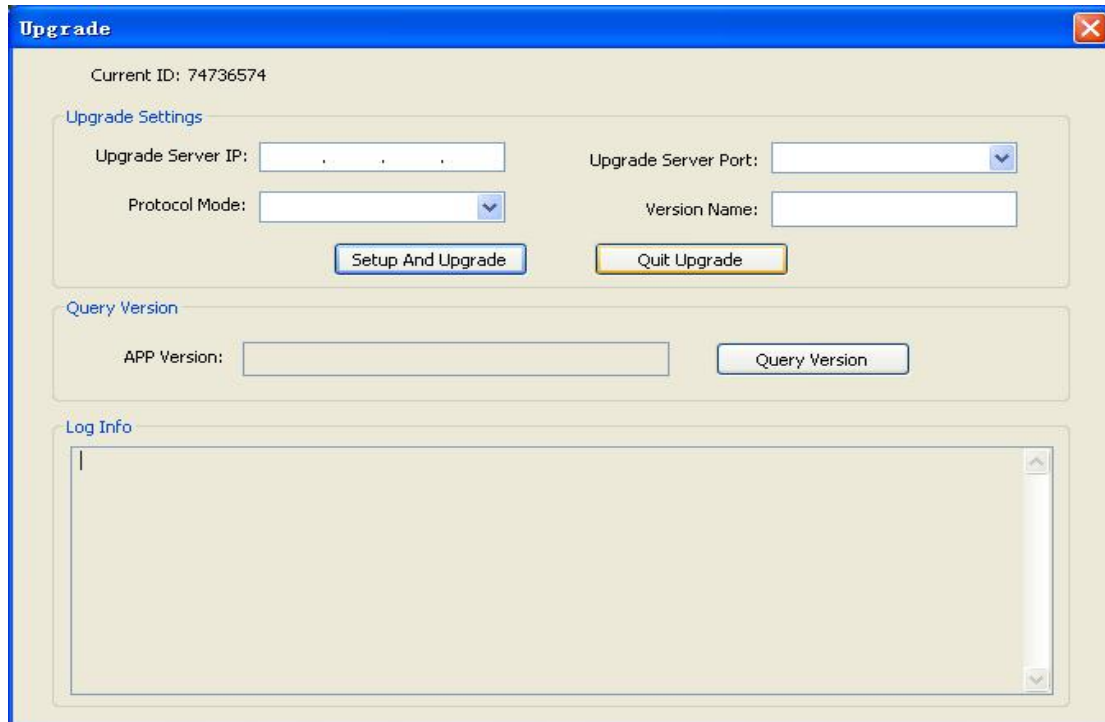 Upgrade
Current ID: 74736574
Upgrade Settings
Upgrade Server IP: . . .
Upgrade Server Port:
Protocol Mode:
Version Name:
Setup And Upgrade
Quit Upgrade
Query Version
APP Version:
Query Version
Log Info